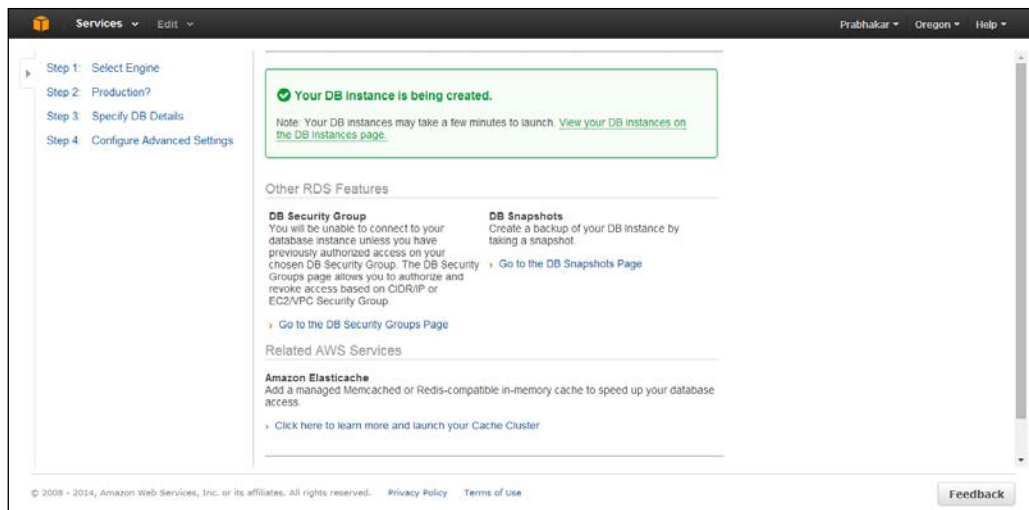 Services Edit Prabhakar Oregon Help
Step 1: Select Engine
Step 2: Production?
Step 3: Specify DB Details
Step 4: Configure Advanced Settings
Your DB instance is being created.
Note: Your DB instances may take a few minutes to launch. View your DB instances on
the DB Instances page.
Other RDS Features
DB Security Group
You will be unable to connect to your
database instance unless you have
previously authorized access on your
chosen DB Security Group. The DB Security
Groups page allows you to authorize and
revoke access based on CIDR/IP or
EC2/VPC Security Group.
Go to the DB Security Groups Page
DB Snapshots
Create a backup of your DB Instance by
taking a snapshot.
Go to the DB Snapshots Page
Related AWS Services
Amazon Elasticache
Add a managed Memcached or Redis-compatible in-memory cache to speed up your database
access.
Click here to learn more and launch your Cache Cluster
© 2008 - 2014, Amazon Web Services, Inc. or its affiliates. All rights reserved. Privacy Policy Terms of Use
Feedback